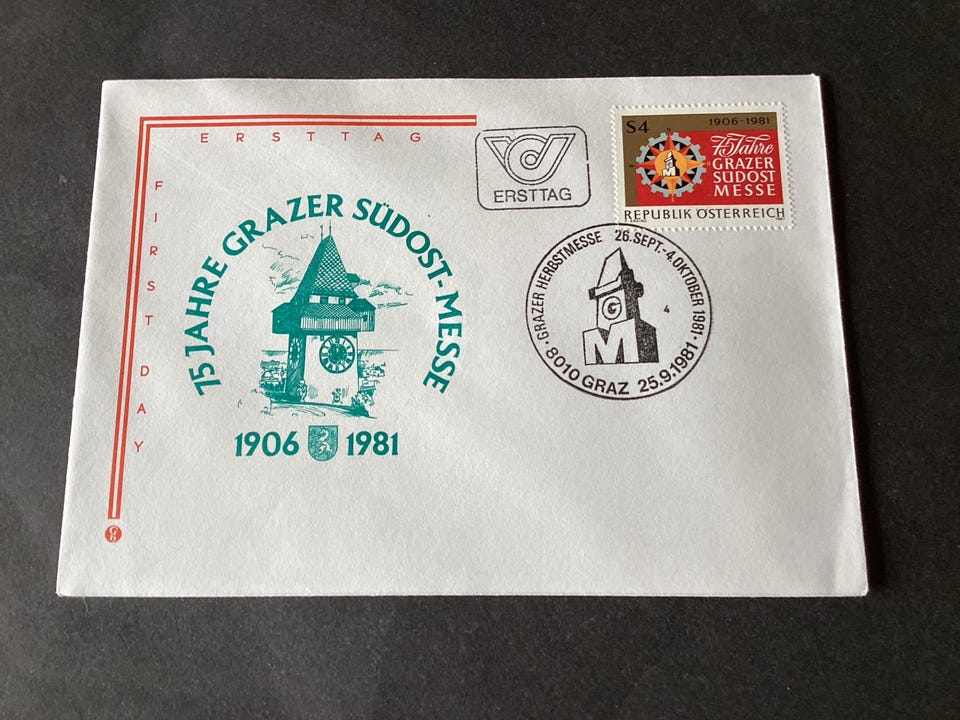 ERSTTAG
FIRST DAY
75 JAHRE GRAZER SÜDOST-MESSE
1906 1981
ERSTTAG
S4 1906-1981
75 Jahre
GRAZER
SÜDOST
MESSE
REPUBLIK ÖSTERREICH
· GRAZER HERBSTMESSE 26.SEPT.-4.OKTOBER 1981 ·
G
M
4
8010 GRAZ 25.9.1981